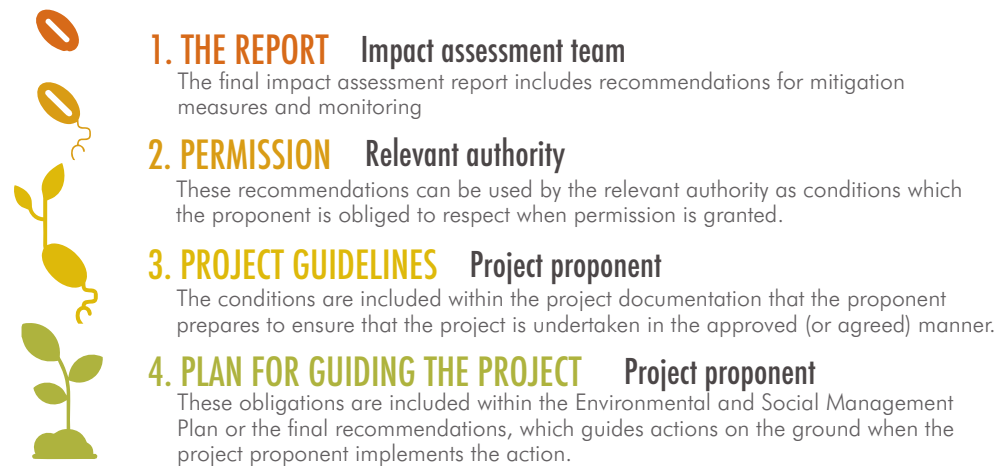 1. THE REPORT Impact assessment team
The final impact assessment report includes recommendations for mitigation
measures and monitoring
2. PERMISSION Relevant authority
These recommendations can be used by the relevant authority as conditions which
the proponent is obliged to respect when permission is granted.
3. PROJECT GUIDELINES Project proponent
The conditions are included within the project documentation that the proponent
prepares to ensure that the project is undertaken in the approved (or agreed) manner.
4. PLAN FOR GUIDING THE PROJECT Project proponent
These obligations are included within the Environmental and Social Management
Plan or the final recommendations, which guides actions on the ground when the
project proponent implements the action.